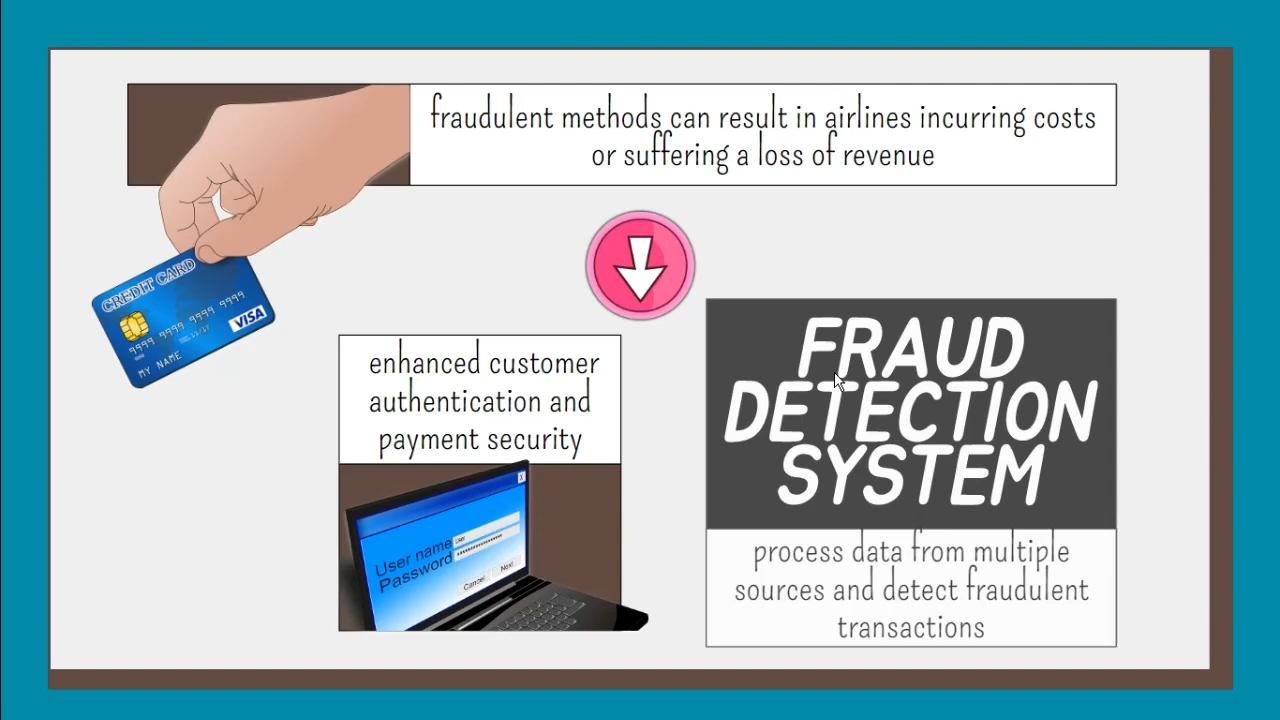 fraudulent methods can result in airlines incurring costs
or suffering a loss of revenue
CREDIT CARD
9999 9999 9999 9999
VISA
MY NAME
enhanced customer
authentication and
payment security
FRAUD
DETECTION
SYSTEM
X
User name
user
Password
Cancel
Next
process data from multiple
sources and detect fraudulent
transactions